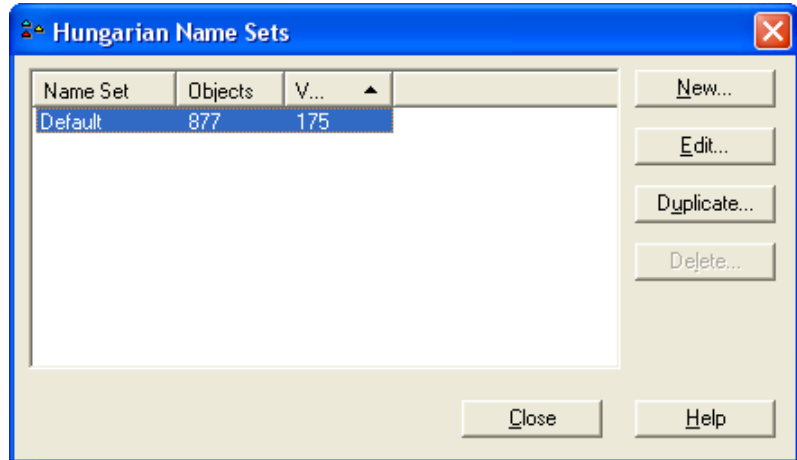 Hungarian Name Sets
Name Set Objects V...
Default 877 175
New...
Edit...
Duplicate...
Delete...
Close Help